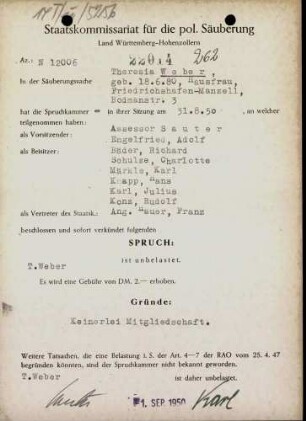 Staatskommissariat für die pol. Säuberung
Land Württemberg-Hohenzollern
Az.: N 12006
262
In der Säuberungssache
Theresia Weber,
geb. 18.6.80, Hausfrau,
Friedrichshafen-Manzell,
Bodmanstr. 3
hat die Spruchkammer in ihrer Sitzung am 31.8.50, an welcher
teilgenommen haben:
als Vorsitzender: Assessor Sauter
als Beisitzer: Engelfried, Adolf
Bader, Richard
Schulze, Charlotte
Märkle, Karl
Knapp, Hans
Karl, Julius
Konz, Rudolf
als Vertreter des Staatsk.: Ang. Hauer, Franz
beschlossen und sofort verkündet folgenden
SPRUCH:
T.Weber ist unbelastet.
Es wird eine Gebühr von DM. 2.— erhoben.
Gründe:
Keinerlei Mitgliedschaft.
Weitere Tatsachen, die eine Belastung i. S. der Art. 4—7 der RAO vom 25. 4. 47
begründen könnten, sind der Spruchkammer nicht bekannt geworden.
T.Weber ist daher unbelastet.
1. SEP. 1950
Karl